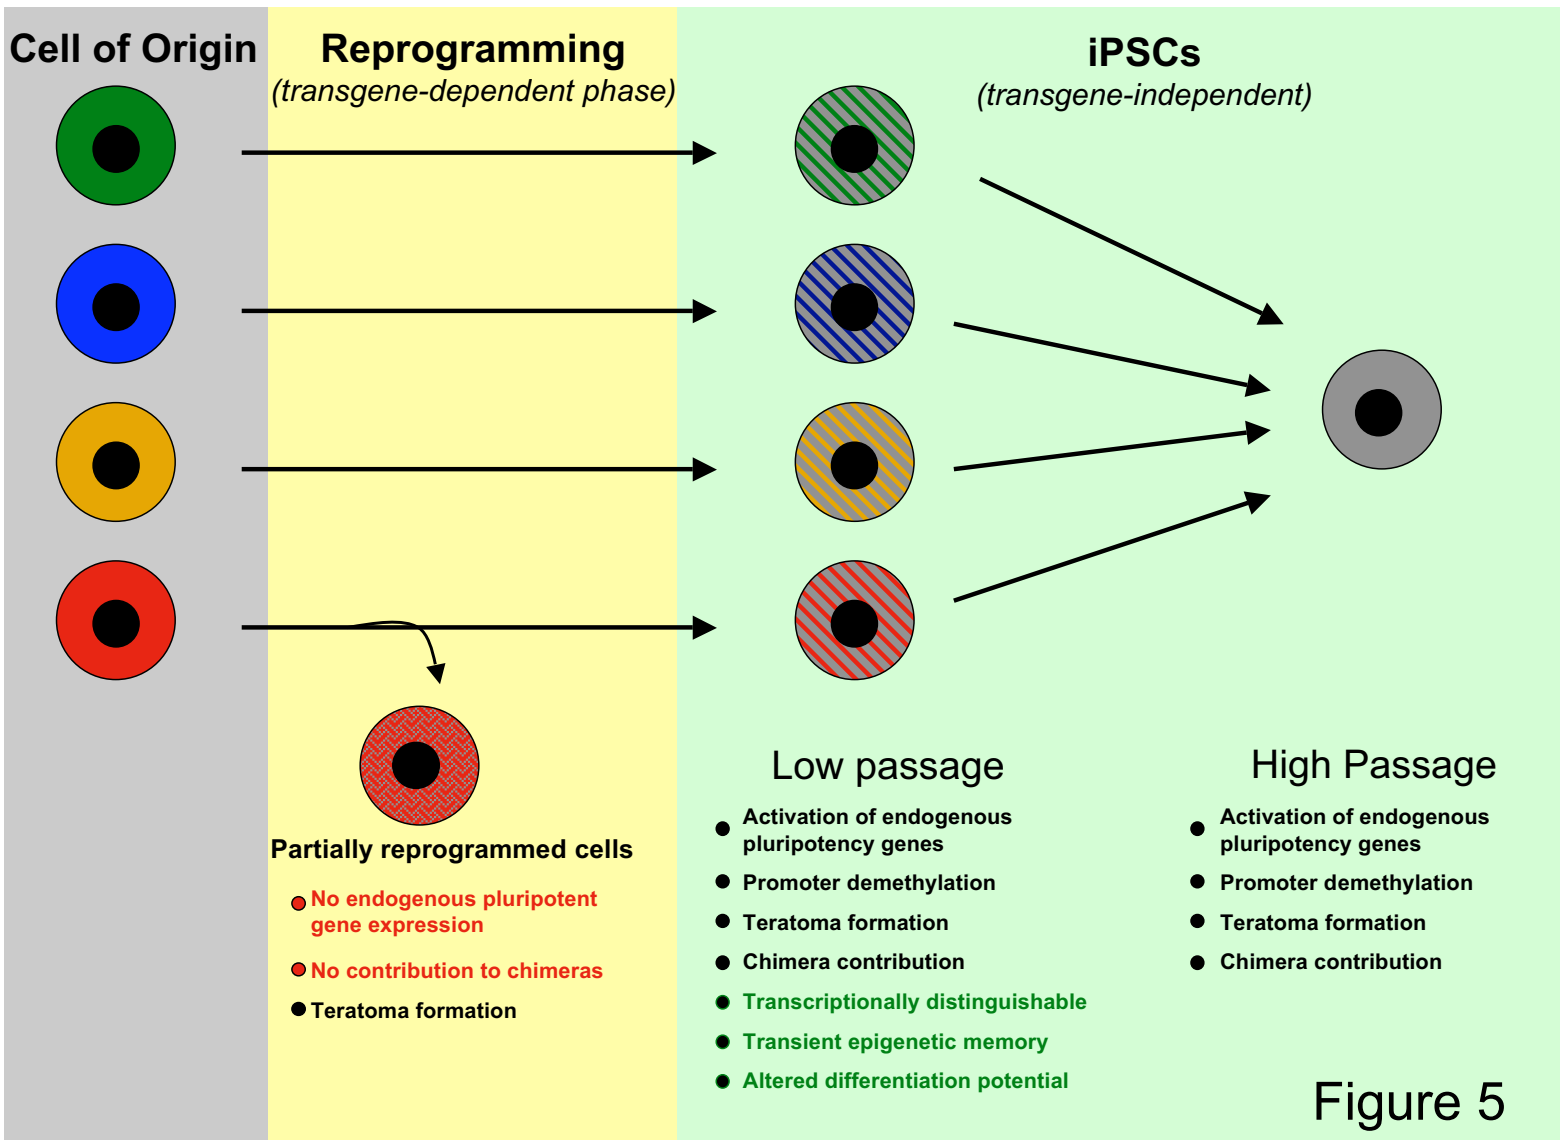 Cell of Origin
Reprogramming
(transgene-dependent phase)
iPSCs
(transgene-independent)
Partially reprogrammed cells
No endogenous pluripotent
gene expression
No contribution to chimeras
Teratoma formation
Low passage
Activation of endogenous
pluripotency genes
Promoter demethylation
Teratoma formation
Chimera contribution
Transcriptionally distinguishable
Transient epigenetic memory
Altered differentiation potential
High Passage
Activation of endogenous
pluripotency genes
Promoter demethylation
Teratoma formation
Chimera contribution
Figure 5